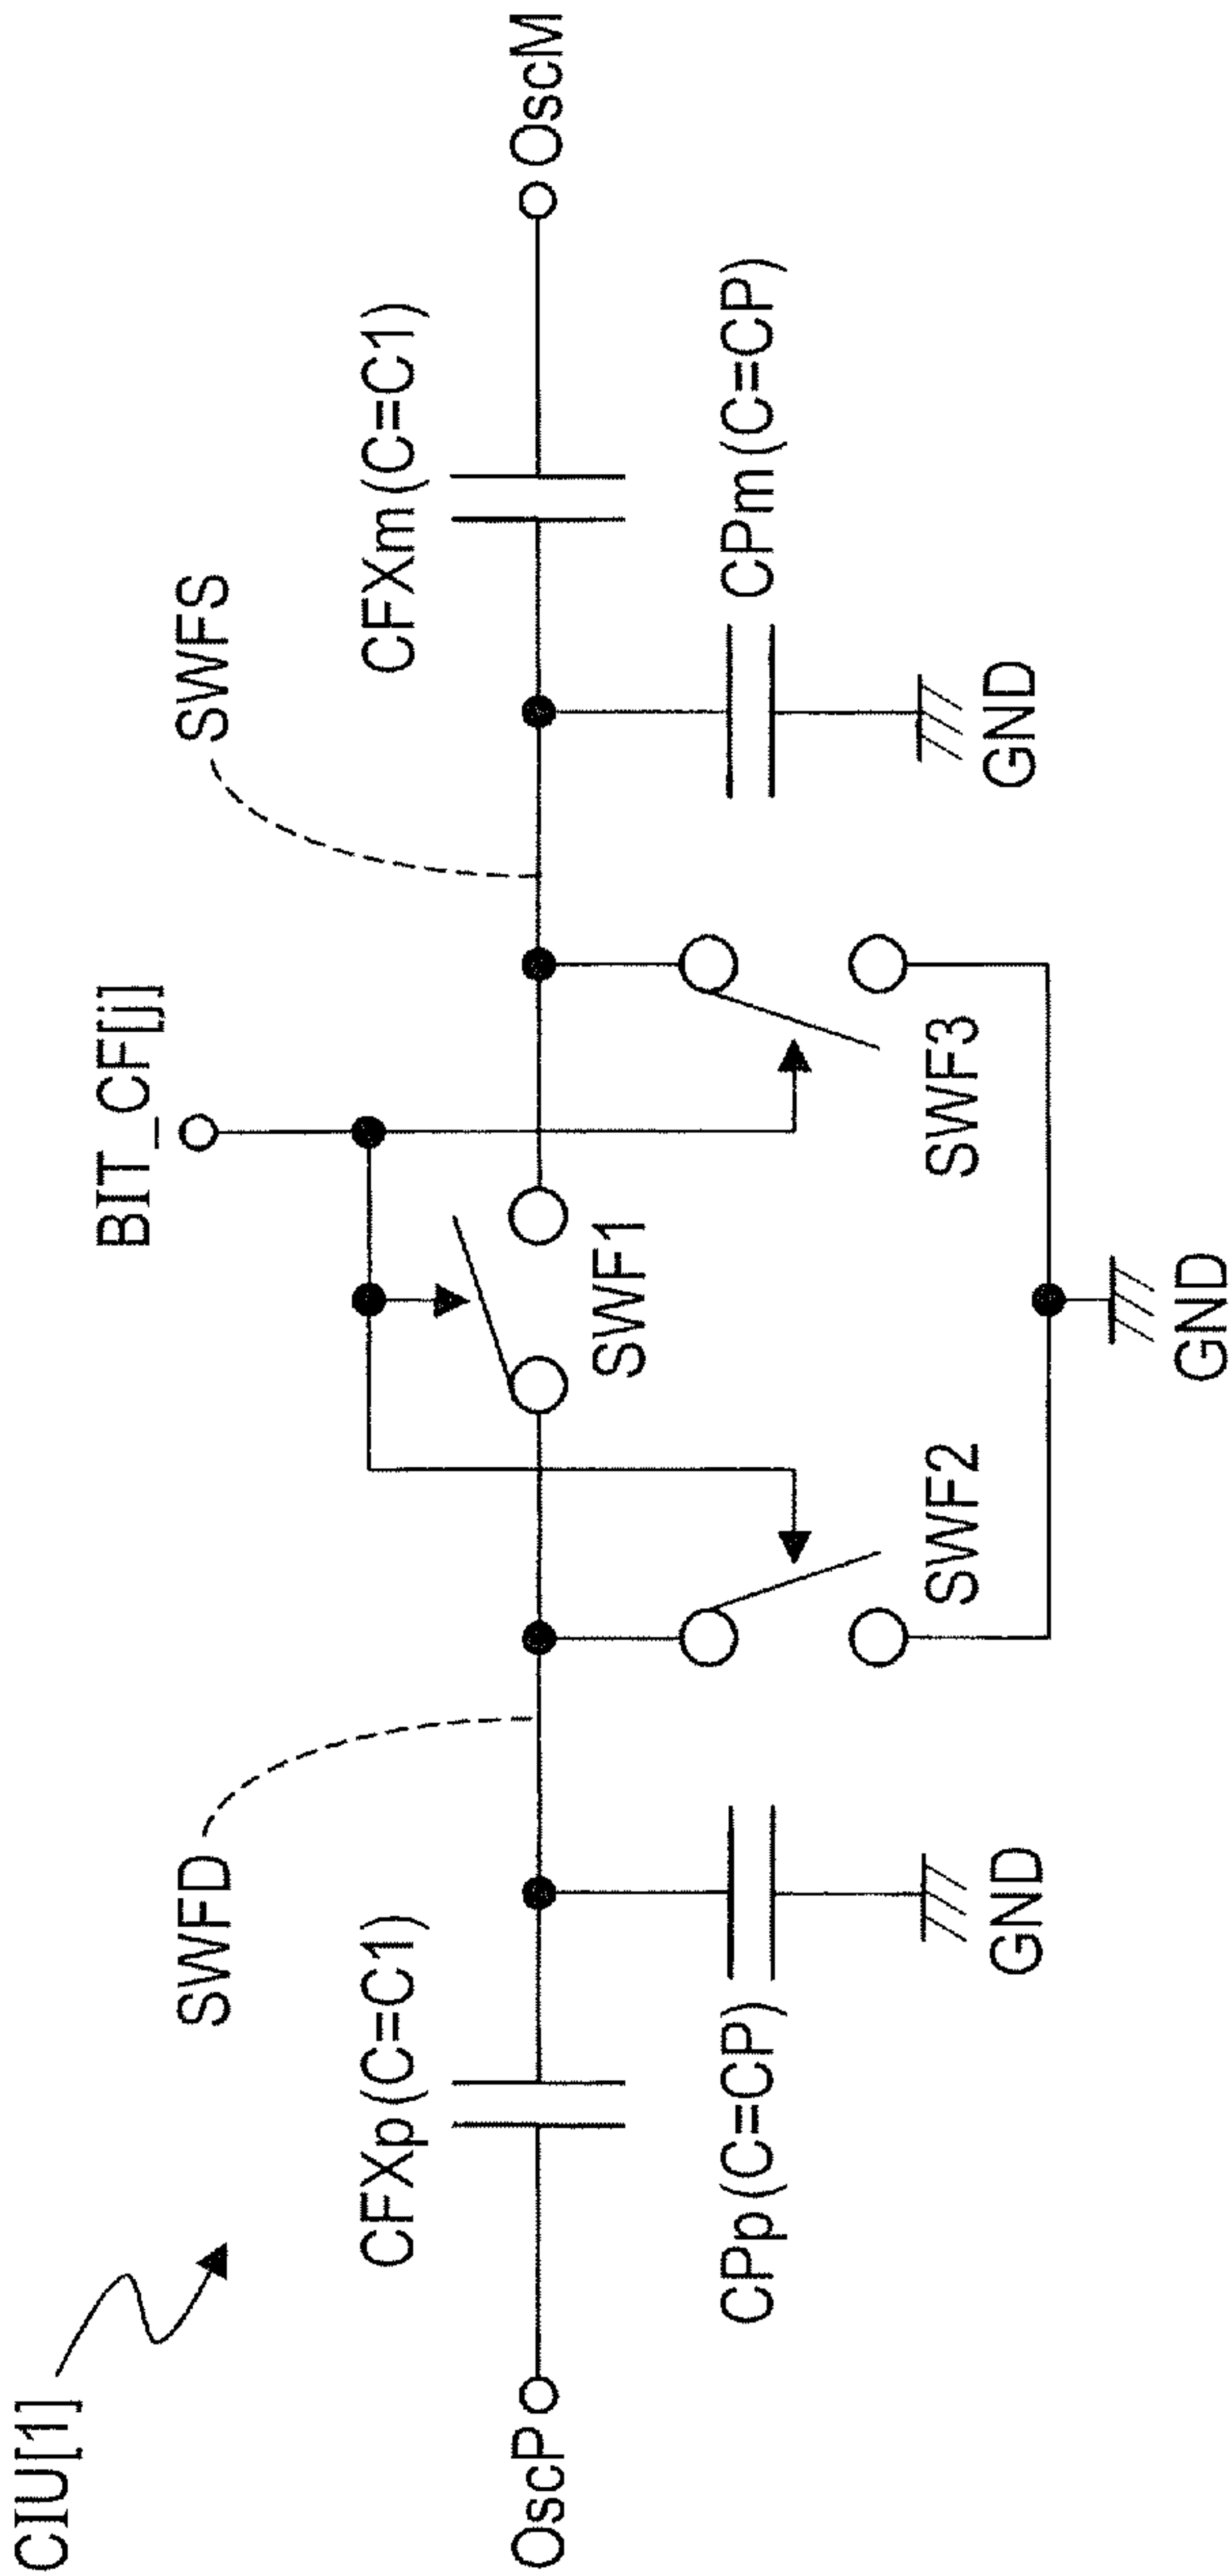 CIU[1]
SWFD
BIT_CF[j]
SWFS
CFXp(C=C1)
CFXm(C=C1)
OscP
OscM
SWF1
CPp(C=CP)
CPm(C=CP)
SWF2
SWF3
GND
GND
GND